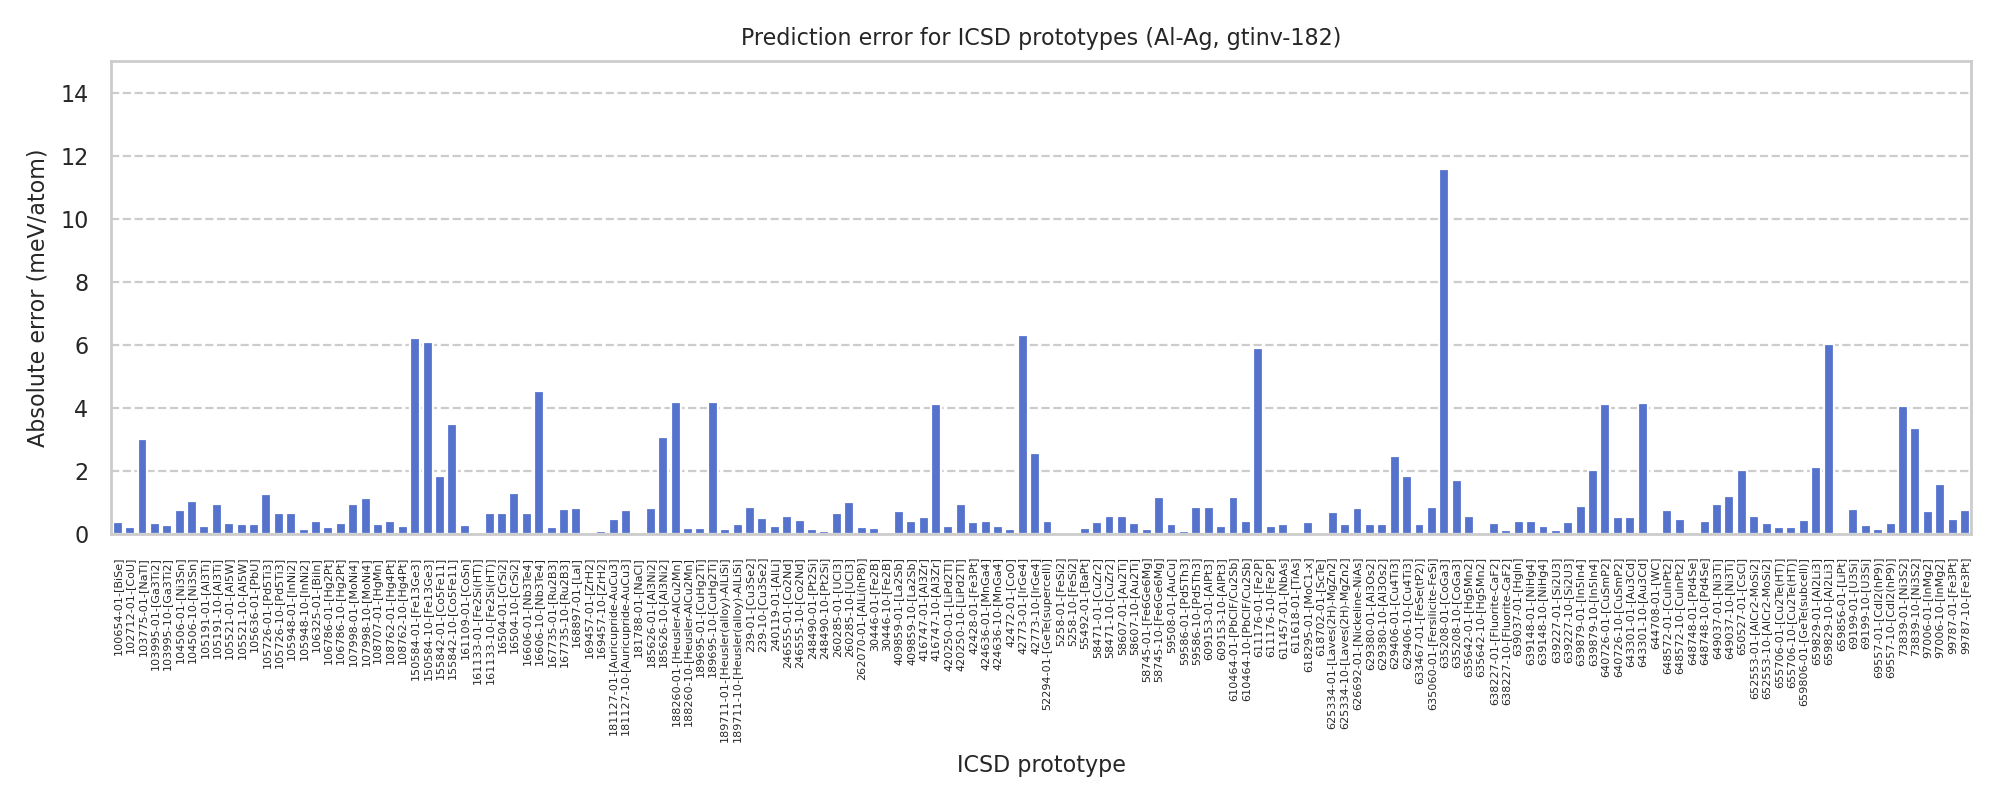 Prediction error for ICSD prototypes (Al-Ag, gtinv-182)
Absolute error (meV/atom)
14
12
10
8
6
4
2
0
100654-01-[BiSe]
102712-01-[CoU]
103775-01-[NaTl]
103995-01-[Ga3Ti2]
103995-10-[Ga3Ti2]
104506-01-[Ni3Sn]
104506-10-[Ni3Sn]
105191-01-[Al3Ti]
105191-10-[Al3Ti]
105521-01-[Al5W]
105521-10-[Al5W]
105636-01-[PbU]
105726-01-[Pd5Ti3]
105726-10-[Pd5Ti3]
105948-01-[InNi2]
105948-10-[InNi2]
106325-01-[BiIn]
106786-01-[Hg2Pt]
106786-10-[Hg2Pt]
107998-01-[MoNi4]
107998-10-[MoNi4]
108707-01-[HgMn]
108762-01-[Hg4Pt]
108762-10-[Hg4Pt]
150584-01-[Fe13Ge3]
150584-10-[Fe13Ge3]
155842-01-[Co5Fe11]
155842-10-[Co5Fe11]
161109-01-[CoSn]
161133-01-[Fe2Si(HT)]
161133-10-[Fe2Si(HT)]
16504-01-[CrSi2]
16504-10-[CrSi2]
16606-01-[Nb3Te4]
16606-10-[Nb3Te4]
167735-01-[Ru2B3]
167735-10-[Ru2B3]
168897-01-[LaI]
169457-01-[ZrH2]
169457-10-[ZrH2]
181127-01-[Auricupride-AuCu3]
181127-10-[Auricupride-AuCu3]
181788-01-[NaCl]
185626-01-[Al3Ni2]
185626-10-[Al3Ni2]
188260-01-[Heusler-AlCu2Mn]
188260-10-[Heusler-AlCu2Mn]
189695-01-[CuHg2Ti]
189695-10-[CuHg2Ti]
189711-01-[Heusler(alloy)-AlLiSi]
189711-10-[Heusler(alloy)-AlLiSi]
239-01-[Cu3Se2]
239-10-[Cu3Se2]
240119-01-[AlLi]
246555-01-[Co2Nd]
246555-10-[Co2Nd]
248490-01-[Pt2Si]
248490-10-[Pt2Si]
260285-01-[UCl3]
260285-10-[UCl3]
262070-01-[AlLi(hP8)]
30446-01-[Fe2B]
30446-10-[Fe2B]
409859-01-[La2Sb]
409859-10-[La2Sb]
416747-01-[Al3Zr]
416747-10-[Al3Zr]
420250-01-[LiPd2Tl]
420250-10-[LiPd2Tl]
42428-01-[Fe3Pt]
424636-01-[MnGa4]
424636-10-[MnGa4]
42472-01-[CoO]
42773-01-[IrGe4]
42773-10-[IrGe4]
52294-01-[GeTe(supercell)]
5258-01-[FeSi2]
5258-10-[FeSi2]
55492-01-[BaPt]
58471-01-[CuZr2]
58471-10-[CuZr2]
58607-01-[Au2Ti]
58607-10-[Au2Ti]
58745-01-[Fe6Ge6Mg]
58745-10-[Fe6Ge6Mg]
59508-01-[AuCu]
59586-01-[Pd5Th3]
59586-10-[Pd5Th3]
609153-01-[AlPt3]
609153-10-[AlPt3]
610464-01-[PbClF/Cu2Sb]
610464-10-[PbClF/Cu2Sb]
611176-01-[Fe2P]
611176-10-[Fe2P]
611457-01-[NbAs]
611618-01-[TiAs]
618295-01-[MoC1-x]
618702-01-[ScTe]
625334-01-[Laves(2H)-MgZn2]
625334-10-[Laves(2H)-MgZn2]
626692-01-[Nickeline-NiAs]
629380-01-[Al3Os2]
629380-10-[Al3Os2]
629406-01-[Cu4Ti3]
629406-10-[Cu4Ti3]
633467-01-[FeSe(tP2)]
635060-01-[Fersilicite-FeSi]
635208-01-[CoGa3]
635208-10-[CoGa3]
635642-01-[Hg5Mn2]
635642-10-[Hg5Mn2]
638227-01-[Fluorite-CaF2]
638227-10-[Fluorite-CaF2]
639037-01-[HgIn]
639148-01-[NiHg4]
639148-10-[NiHg4]
639227-01-[Si2U3]
639227-10-[Si2U3]
639879-01-[In5In4]
639879-10-[In5In4]
640726-01-[CuSmP2]
640726-10-[CuSmP2]
643301-01-[Au3Cd]
643301-10-[Au3Cd]
644708-01-[WC]
648572-01-[CuInPt2]
648572-10-[CuInPt2]
648748-01-[Pd4Se]
648748-10-[Pd4Se]
649037-01-[Ni3Ti]
649037-10-[Ni3Ti]
650527-01-[CsCl]
652553-01-[AlCr2-MoSi2]
652553-10-[AlCr2-MoSi2]
655706-01-[Cu2Te(HT)]
655706-10-[Cu2Te(HT)]
659806-01-[GeTe(subcell)]
659829-01-[Al2Li3]
659829-10-[Al2Li3]
659856-01-[LiPt]
69199-01-[U3Si]
69199-10-[U3Si]
69557-01-[CdI2(hP9)]
69557-10-[CdI2(hP9)]
73839-01-[Ni3S2]
73839-10-[Ni3S2]
97006-01-[InMg2]
97006-10-[InMg2]
99787-01-[Fe3Pt]
99787-10-[Fe3Pt]
ICSD prototype